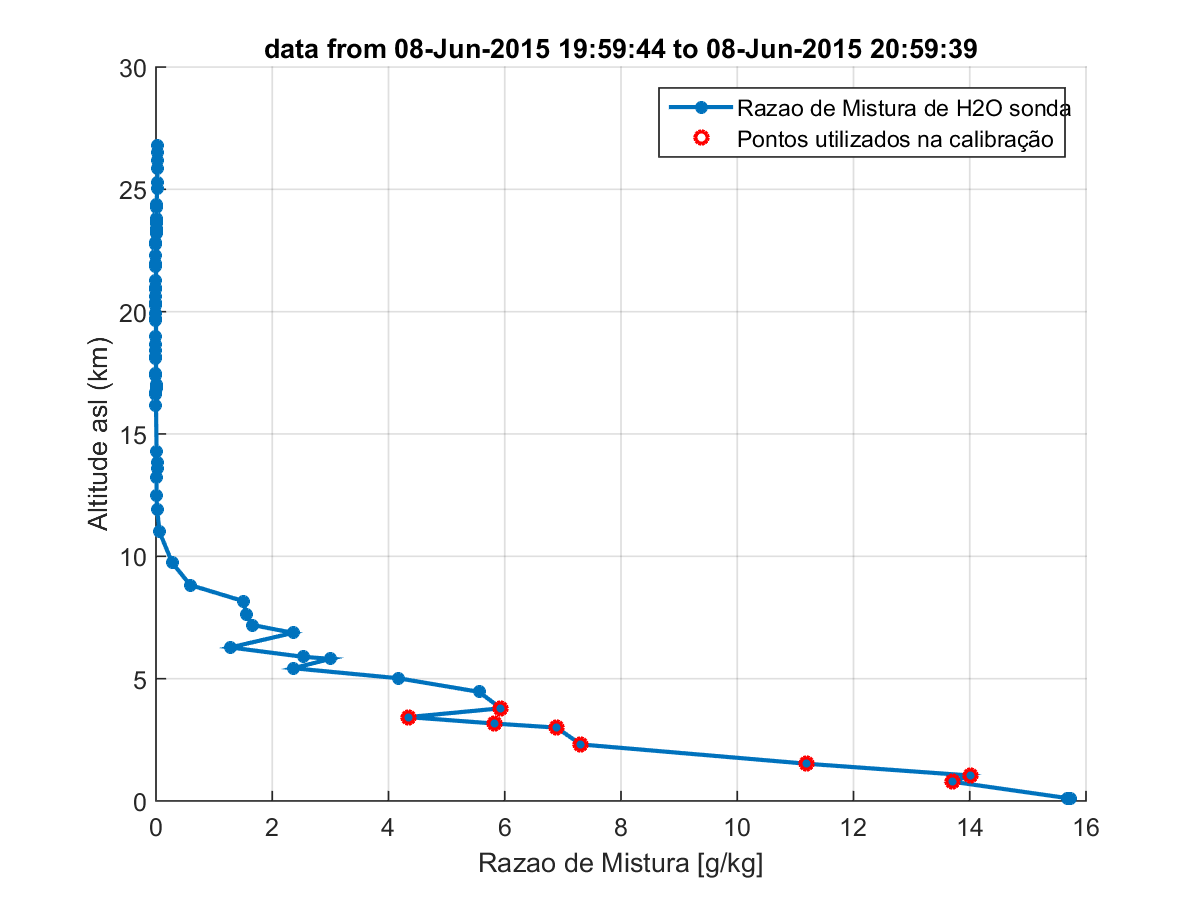 data from 08-Jun-2015 19:59:44 to 08-Jun-2015 20:59:39
Razao de Mistura de H2O sonda
Pontos utilizados na calibração
30
25
20
15
10
5
0
Altitude asl (km)
0 2 4 6 8 10 12 14 16
Razao de Mistura [g/kg]